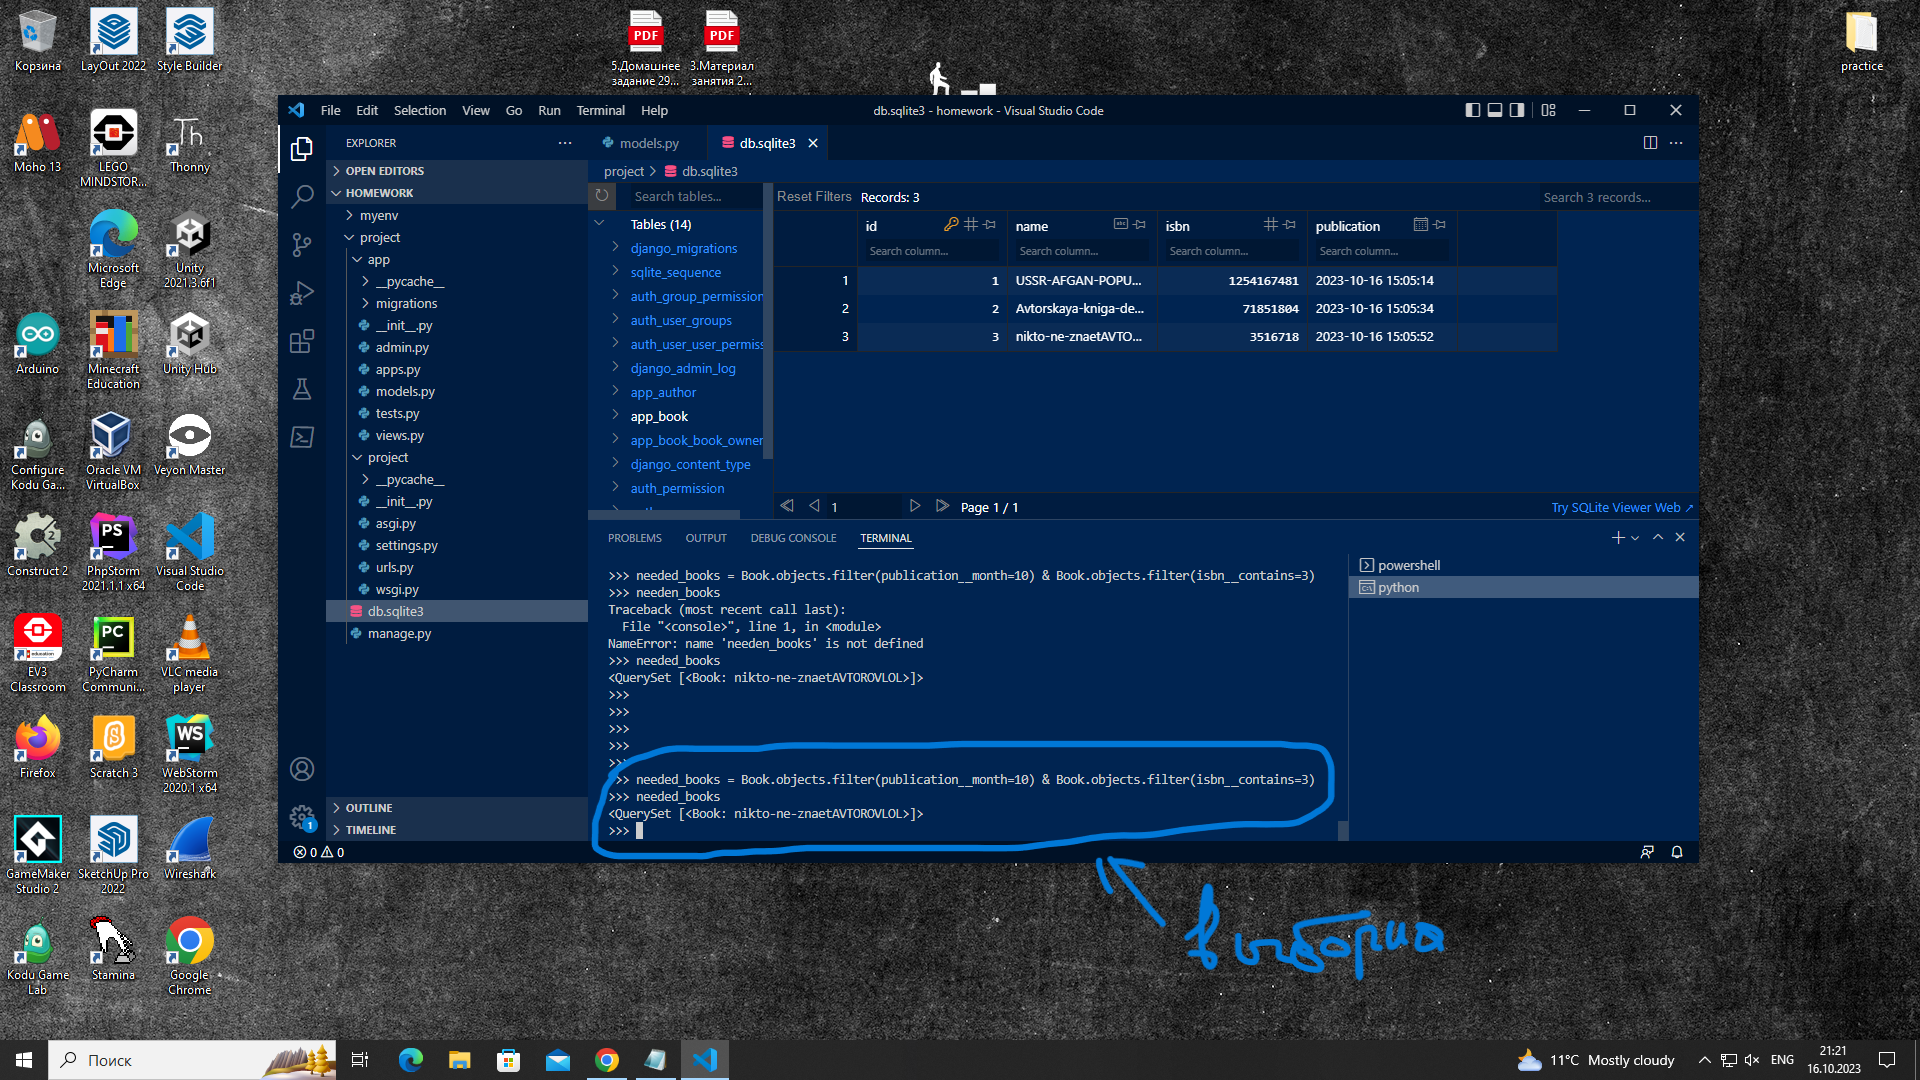 Корзина
LayOut 2022
Style Builder
5.Домашнее задание 29...
3.Материал занятия 2...
practice
Moho 13
LEGO MINDSTOR...
Thonny
Microsoft Edge
Unity 2021.3.6f1
Arduino
Minecraft Education
Unity Hub
Configure Kodu Ga...
Oracle VM VirtualBox
Veyon Master
Construct 2
PhpStorm 2021.1.1 x64
Visual Studio Code
EV3 Classroom
PyCharm Communi...
VLC media player
Firefox
Scratch 3
WebStorm 2020.1 x64
GameMaker Studio 2
SketchUp Pro 2022
Wireshark
Kodu Game Lab
Stamina
Google Chrome
File Edit Selection View Go Run Terminal Help
db.sqlite3 - homework - Visual Studio Code
EXPLORER
OPEN EDITORS
HOMEWORK
myenv
project
app
__pycache__
migrations
__init__.py
admin.py
apps.py
models.py
tests.py
views.py
project
__pycache__
__init__.py
asgi.py
settings.py
urls.py
wsgi.py
db.sqlite3
manage.py
OUTLINE
TIMELINE
models.py
db.sqlite3
project > db.sqlite3
Search tables...
Reset Filters
Records: 3
Search 3 records...
Tables (14)
django_migrations
sqlite_sequence
auth_group_permission
auth_user_groups
auth_user_user_permiss
django_admin_log
app_author
app_book
app_book_book_owner
django_content_type
auth_permission
id name isbn publication
Search column... Search column... Search column... Search column...
1 1 USSR-AFGAN-POPU... 1254167481 2023-10-16 15:05:14
2 2 Avtorskaya-kniga-de... 71851804 2023-10-16 15:05:34
3 3 nikto-ne-znaetAVTO... 3516718 2023-10-16 15:05:52
1
Page 1 / 1
Try SQLite Viewer Web
PROBLEMS OUTPUT DEBUG CONSOLE TERMINAL
powershell
python
>>> needed_books = Book.objects.filter(publication__month=10) & Book.objects.filter(isbn__contains=3)
>>> needen_books
Traceback (most recent call last):
File "<console>", line 1, in <module>
NameError: name 'needen_books' is not defined
>>> needed_books
<QuerySet [<Book: nikto-ne-znaetAVTOROVLOL>]>
>>>
>>>
>>>
>>>
>>>
>>> needed_books = Book.objects.filter(publication__month=10) & Book.objects.filter(isbn__contains=3)
>>> needed_books
<QuerySet [<Book: nikto-ne-znaetAVTOROVLOL>]>
>>>
0 0
1
Поиск
11°C Mostly cloudy
ENG
21:21
16.10.2023